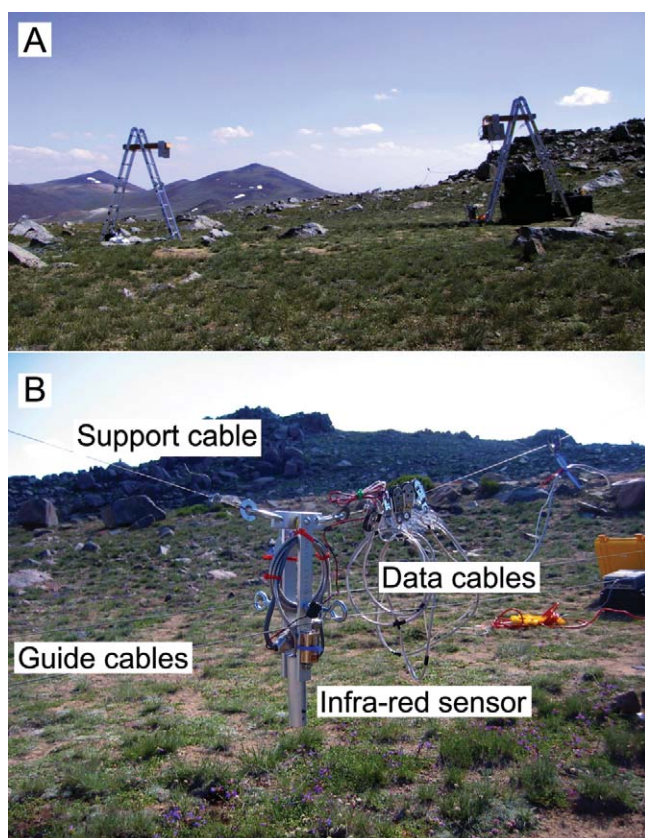 A
B
Support cable
Data cables
Guide cables
Infra-red sensor